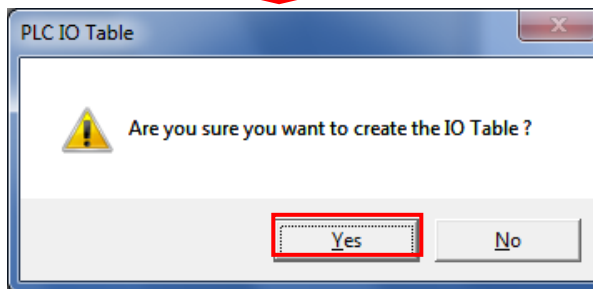 PLC IO Table
Are you sure you want to create the IO Table ?
Yes
No